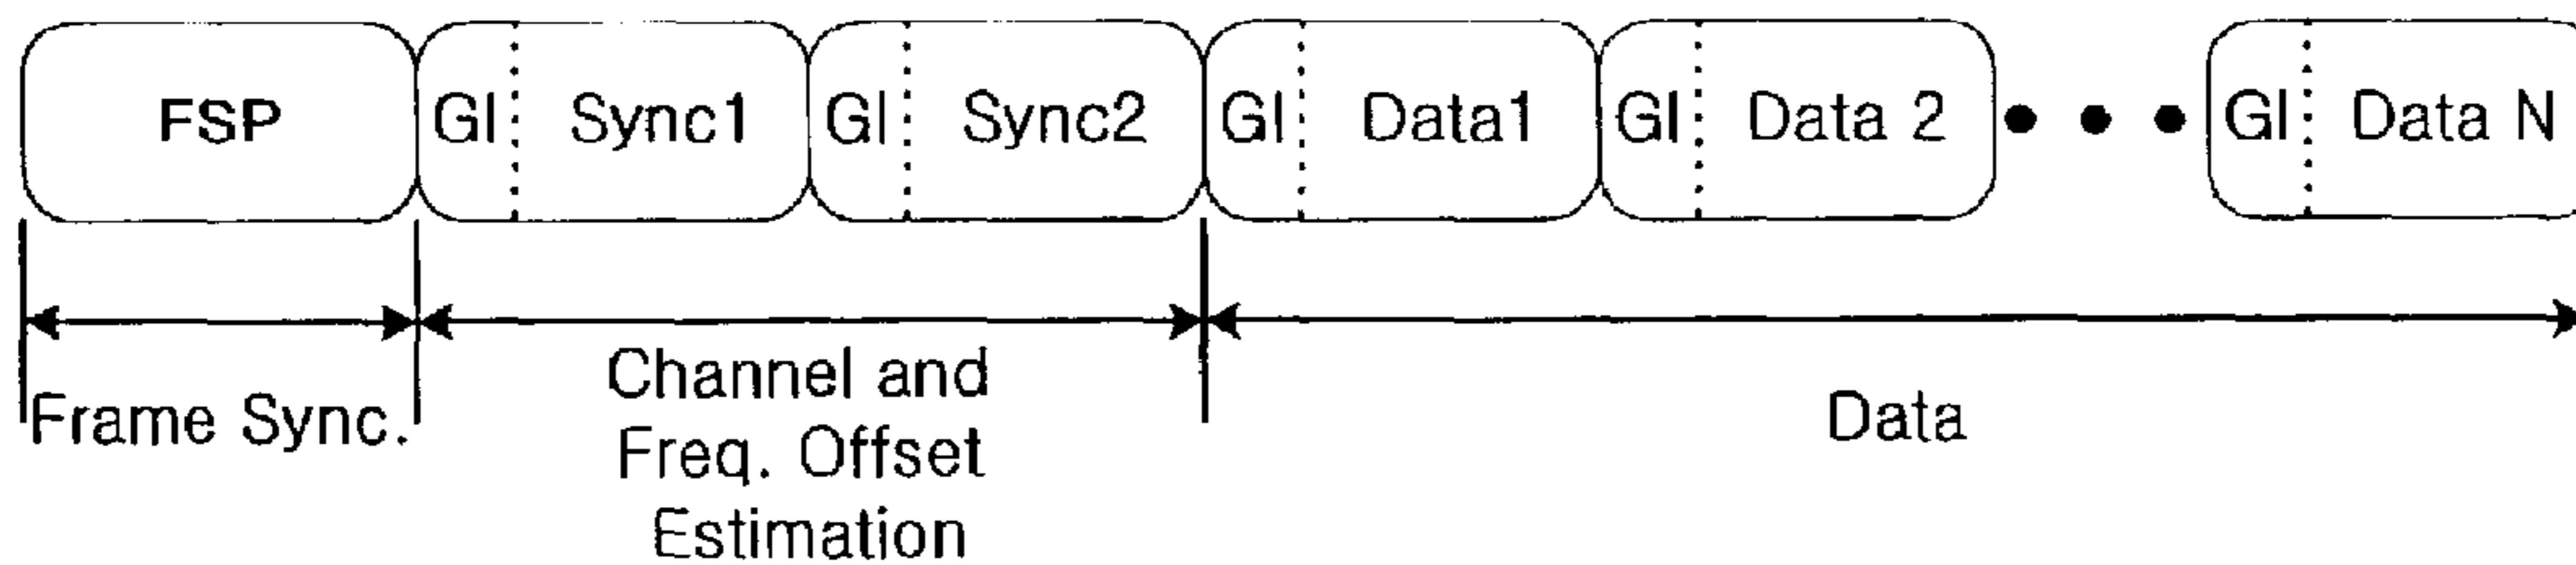 FSP GI Sync1 GI Sync2 GI Data1 GI Data 2 GI Data N
Frame Sync.
Channel and
Freq. Offset
Estimation
Data